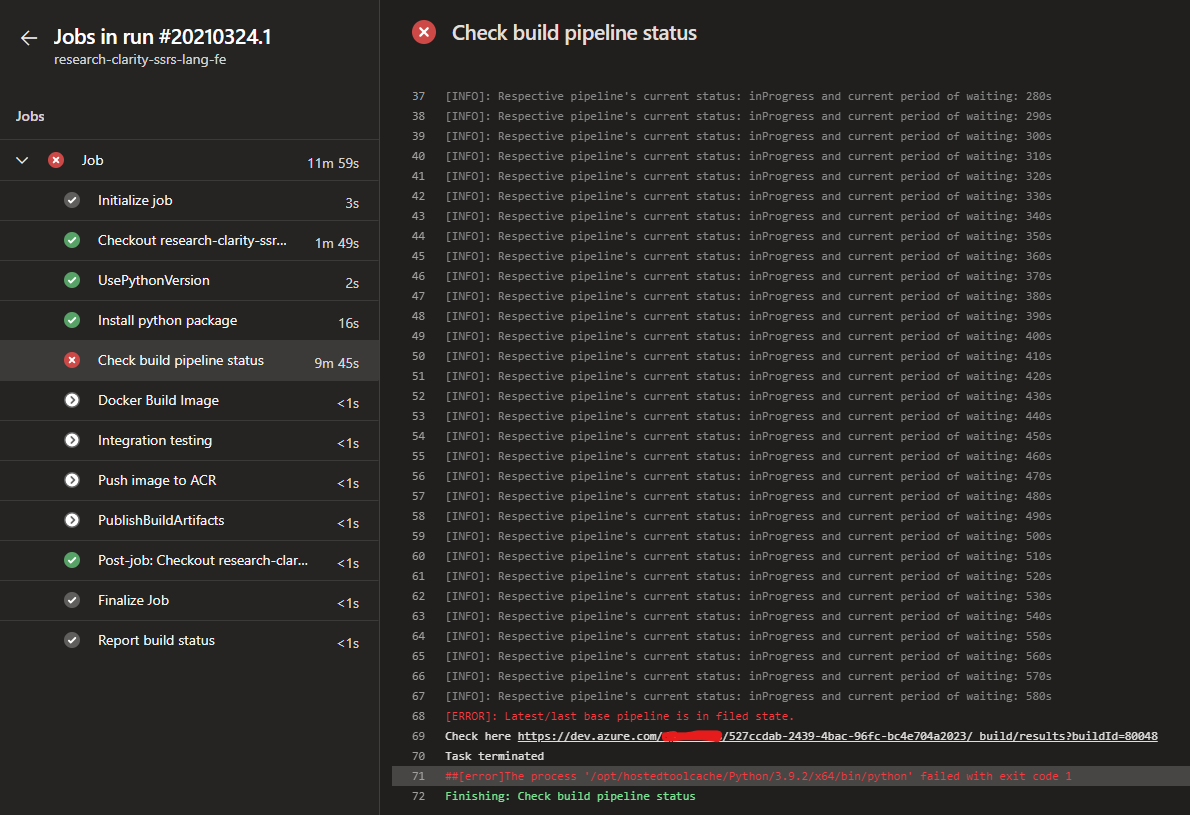 Jobs in run #20210324.1
research-clarity-ssrs-lang-fe
Jobs
Job 11m 59s
Initialize job 3s
Checkout research-clarity-ssr... 1m 49s
UsePythonVersion 2s
Install python package 16s
Check build pipeline status 9m 45s
Docker Build Image <1s
Integration testing <1s
Push image to ACR <1s
PublishBuildArtifacts <1s
Post-job: Checkout research-clar... <1s
Finalize Job <1s
Report build status <1s
Check build pipeline status
37 [INFO]: Respective pipeline's current status: inProgress and current period of waiting: 280s
38 [INFO]: Respective pipeline's current status: inProgress and current period of waiting: 290s
39 [INFO]: Respective pipeline's current status: inProgress and current period of waiting: 300s
40 [INFO]: Respective pipeline's current status: inProgress and current period of waiting: 310s
41 [INFO]: Respective pipeline's current status: inProgress and current period of waiting: 320s
42 [INFO]: Respective pipeline's current status: inProgress and current period of waiting: 330s
43 [INFO]: Respective pipeline's current status: inProgress and current period of waiting: 340s
44 [INFO]: Respective pipeline's current status: inProgress and current period of waiting: 350s
45 [INFO]: Respective pipeline's current status: inProgress and current period of waiting: 360s
46 [INFO]: Respective pipeline's current status: inProgress and current period of waiting: 370s
47 [INFO]: Respective pipeline's current status: inProgress and current period of waiting: 380s
48 [INFO]: Respective pipeline's current status: inProgress and current period of waiting: 390s
49 [INFO]: Respective pipeline's current status: inProgress and current period of waiting: 400s
50 [INFO]: Respective pipeline's current status: inProgress and current period of waiting: 410s
51 [INFO]: Respective pipeline's current status: inProgress and current period of waiting: 420s
52 [INFO]: Respective pipeline's current status: inProgress and current period of waiting: 430s
53 [INFO]: Respective pipeline's current status: inProgress and current period of waiting: 440s
54 [INFO]: Respective pipeline's current status: inProgress and current period of waiting: 450s
55 [INFO]: Respective pipeline's current status: inProgress and current period of waiting: 460s
56 [INFO]: Respective pipeline's current status: inProgress and current period of waiting: 470s
57 [INFO]: Respective pipeline's current status: inProgress and current period of waiting: 480s
58 [INFO]: Respective pipeline's current status: inProgress and current period of waiting: 490s
59 [INFO]: Respective pipeline's current status: inProgress and current period of waiting: 500s
60 [INFO]: Respective pipeline's current status: inProgress and current period of waiting: 510s
61 [INFO]: Respective pipeline's current status: inProgress and current period of waiting: 520s
62 [INFO]: Respective pipeline's current status: inProgress and current period of waiting: 530s
63 [INFO]: Respective pipeline's current status: inProgress and current period of waiting: 540s
64 [INFO]: Respective pipeline's current status: inProgress and current period of waiting: 550s
65 [INFO]: Respective pipeline's current status: inProgress and current period of waiting: 560s
66 [INFO]: Respective pipeline's current status: inProgress and current period of waiting: 570s
67 [INFO]: Respective pipeline's current status: inProgress and current period of waiting: 580s
68 [ERROR]: Latest/last base pipeline is in filed state.
69 Check here https://dev.azure.com/ /527ccdab-2439-4bac-96fc-bc4e704a2023/_build/results?buildId=80048
70 Task terminated
71 ##[error]The process '/opt/hostedtoolcache/Python/3.9.2/x64/bin/python' failed with exit code 1
72 Finishing: Check build pipeline status